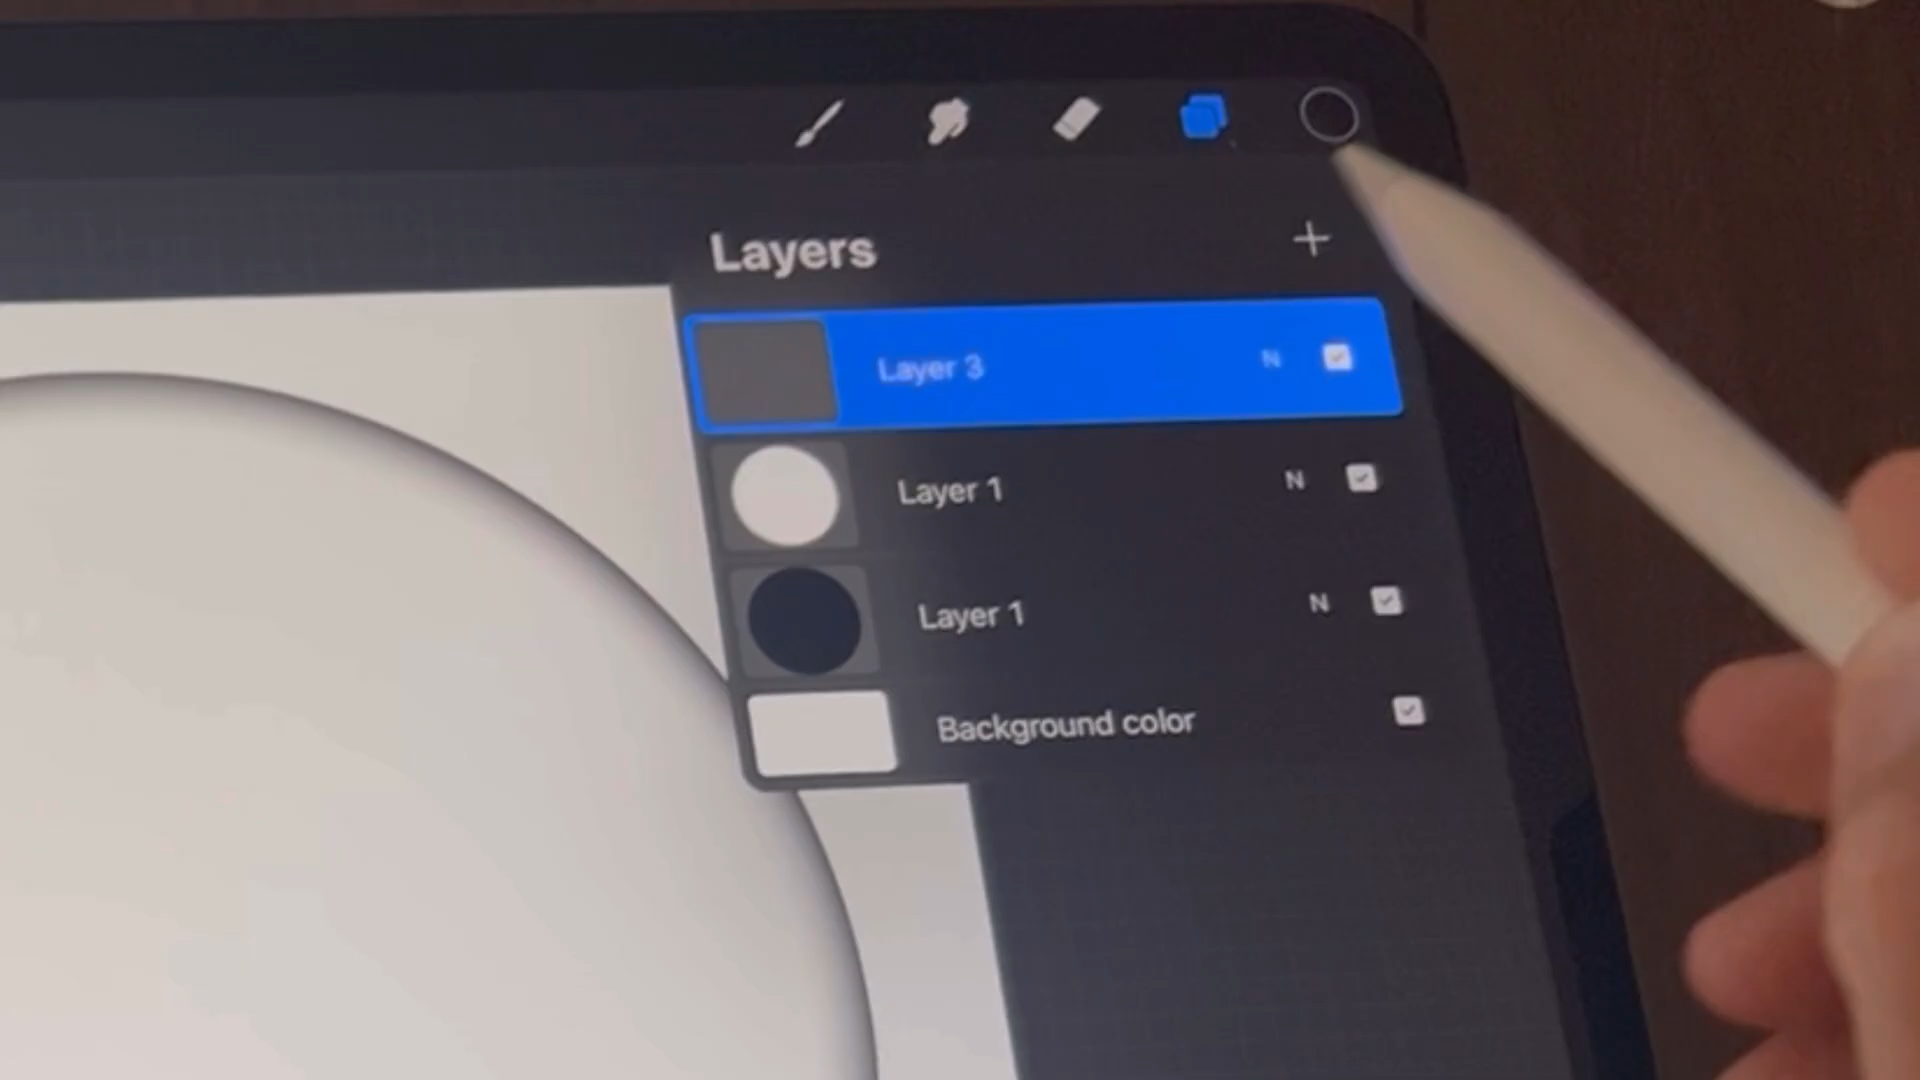 Layers
Layer 3 N
Layer 1 N
Layer 1 N
Background color